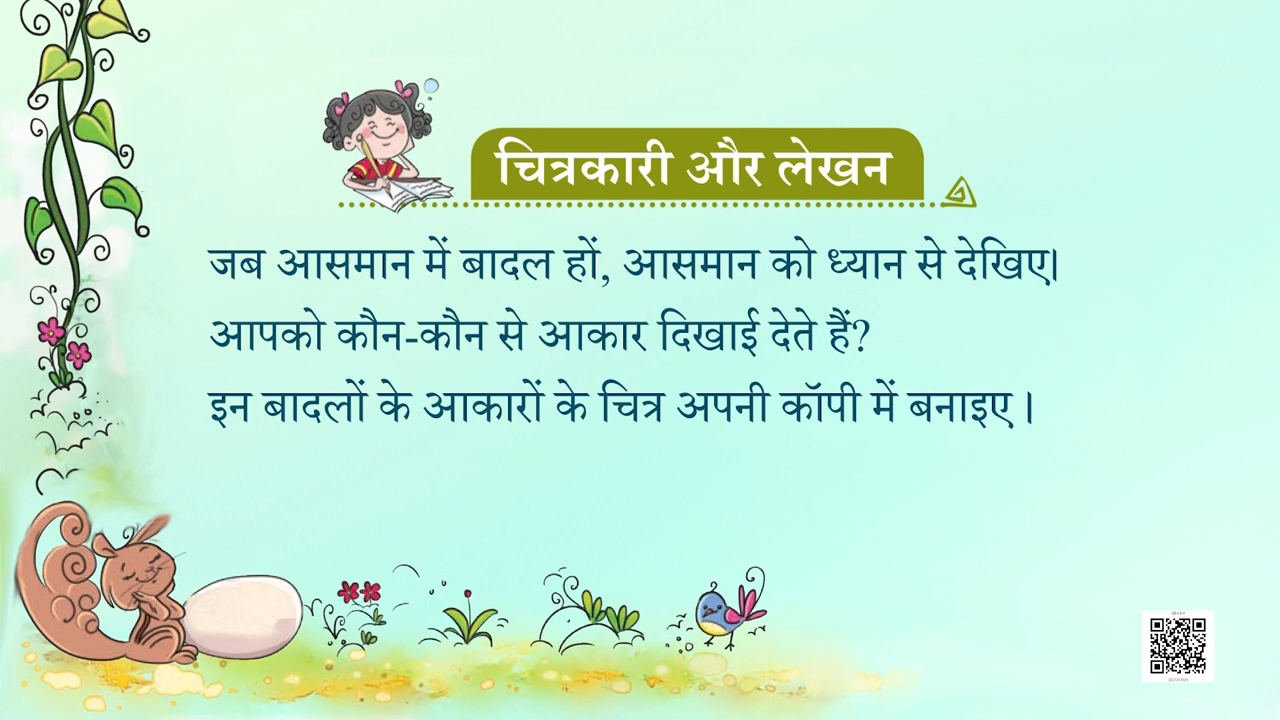 चित्रकारी और लेखन
जब आसमान में बादल हों, आसमान को ध्यान से देखिए।
आपको कौन-कौन से आकार दिखाई देते हैं?
इन बादलों के आकारों के चित्र अपनी कॉपी में बनाइए ।